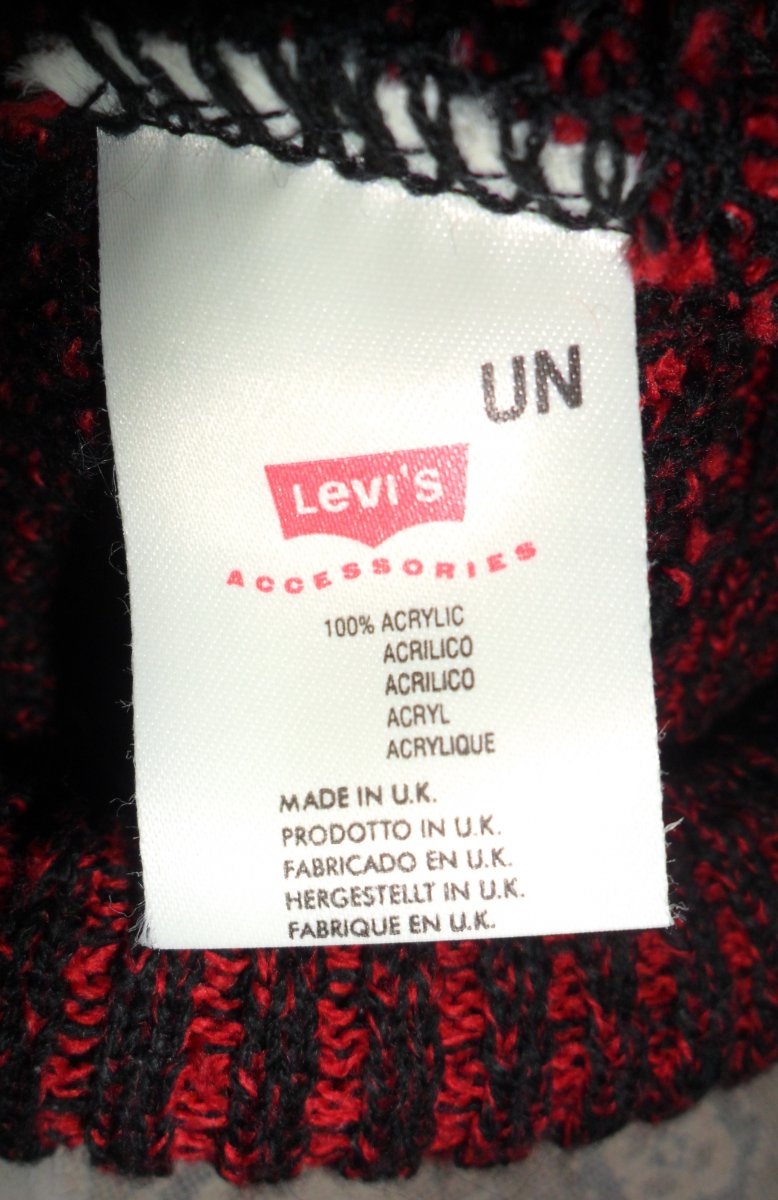 UN
Levi's
ACCESSORIES
100% ACRYLIC
ACRILICO
ACRILICO
ACRYL
ACRYLIQUE
MADE IN U.K.
PRODOTTO IN U.K.
FABRICADO EN U.K.
HERGESTELLT IN U.K.
FABRIQUE EN U.K.